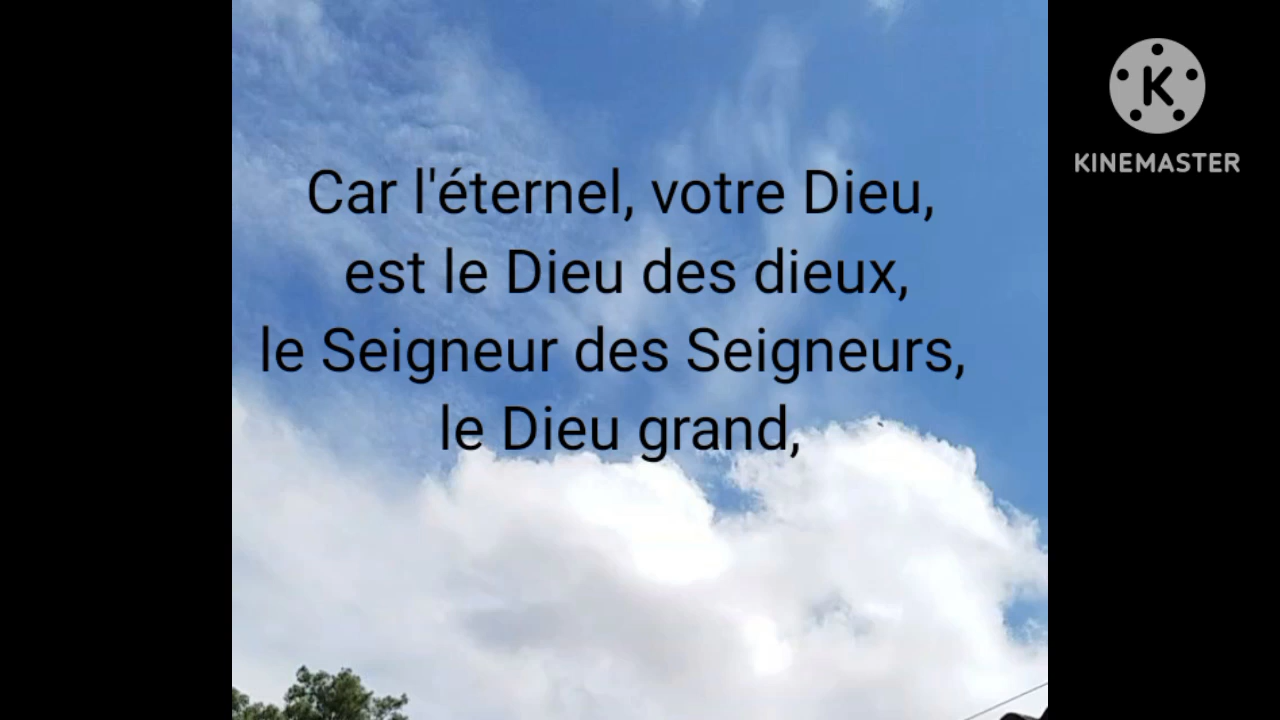 Car l'éternel, votre Dieu,
est le Dieu des dieux,
le Seigneur des Seigneurs,
le Dieu grand,
K
KINEMASTER